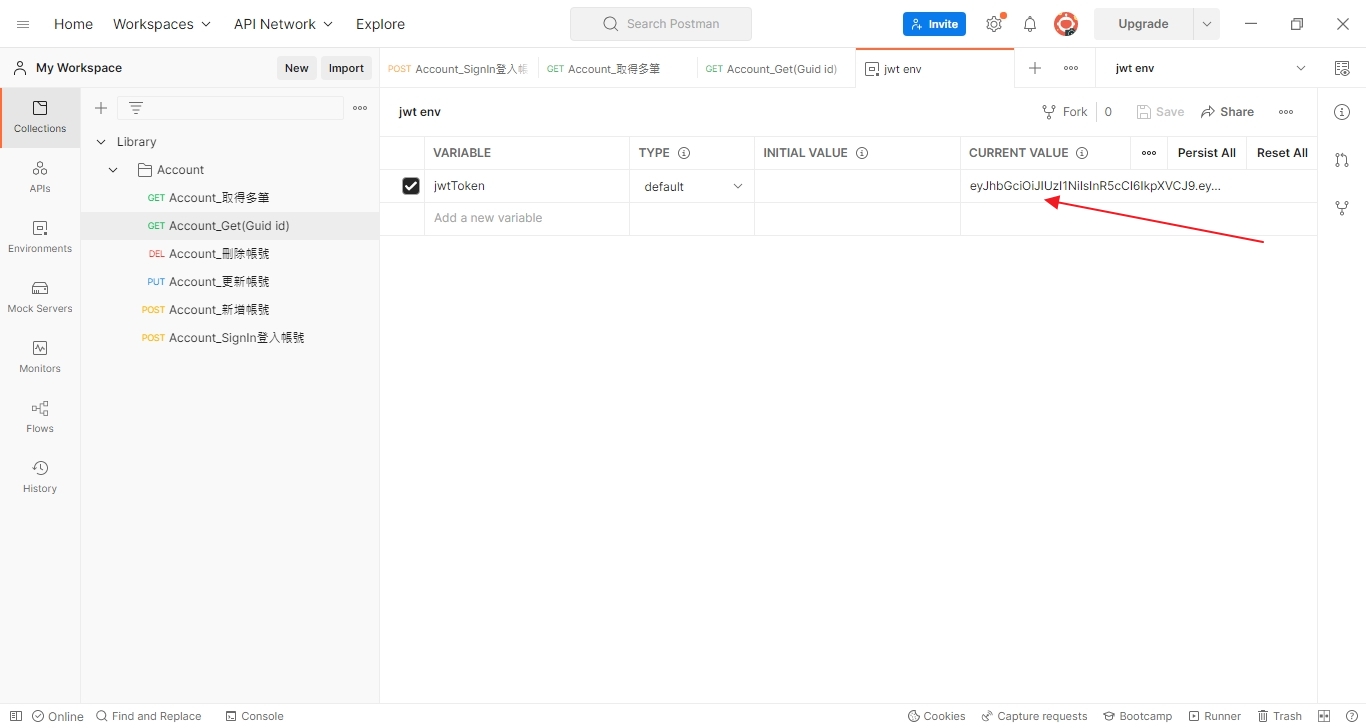 Home Workspaces API Network Explore Search Postman Invite Upgrade
My Workspace New Import
POST Account_SignIn登入帳 GET Account_取得多筆 GET Account_Get(Guid id) jwt env jwt env
Collections
APIs
Environments
Mock Servers
Monitors
Flows
History
Library
Account
GET Account_取得多筆
GET Account_Get(Guid id)
DEL Account_刪除帳號
PUT Account_更新帳號
POST Account_新增帳號
POST Account_SignIn登入帳號
jwt env Fork 0 Save Share
VARIABLE TYPE INITIAL VALUE CURRENT VALUE Persist All Reset All
jwtToken default eyJhbGciOiJIUzI1NiIsInR5cCI6IkpXVCJ9.ey...
Add a new variable
Online Find and Replace Console Cookies Capture requests Bootcamp Runner Trash